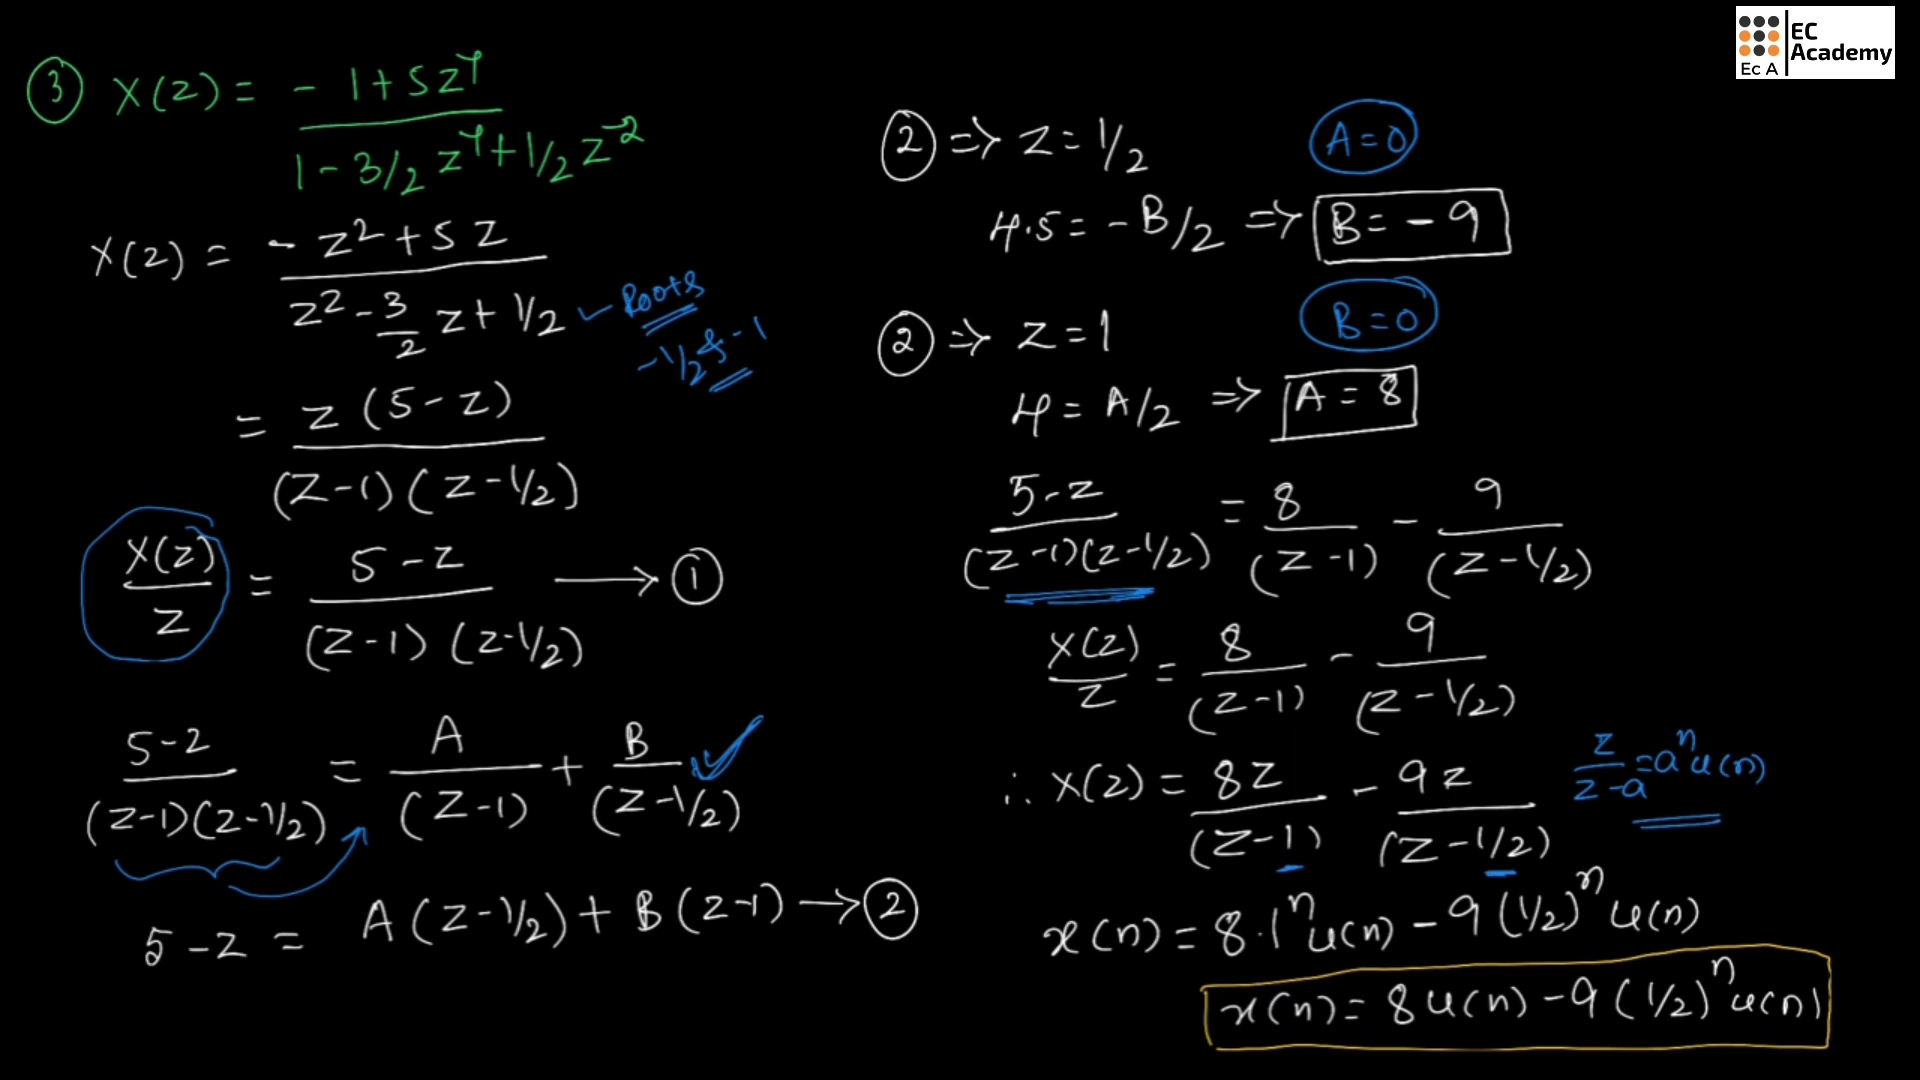 EC Academy
Ec A
③ X(z) = - 1 + 5z⁻¹ / 1 - 3/2 z⁻¹ + 1/2 z⁻²
X(z) = - z² + 5z / z² - 3/2 z + 1/2
Roots
-1/2 & -1
= z(5-z) / (z-1)(z-1/2)
X(z)/z = 5-z / (z-1)(z-1/2) → ①
5-z / (z-1)(z-1/2) = A/(z-1) + B/(z-1/2)
5-z = A(z-1/2) + B(z-1) → ②
② => z = 1/2
A=0
4.5 = -B/2 => B = -9
B=0
② => z = 1
4 = A/2 => A = 8
5-z / (z-1)(z-1/2) = 8/(z-1) - 9/(z-1/2)
X(z)/z = 8/(z-1) - 9/(z-1/2)
∴ X(z) = 8z/(z-1) - 9z/(z-1/2)
z/z-a = aⁿu(n)
x(n) = 8.1ⁿu(n) - 9(1/2)ⁿu(n)
x(n) = 8u(n) - 9(1/2)ⁿu(n)